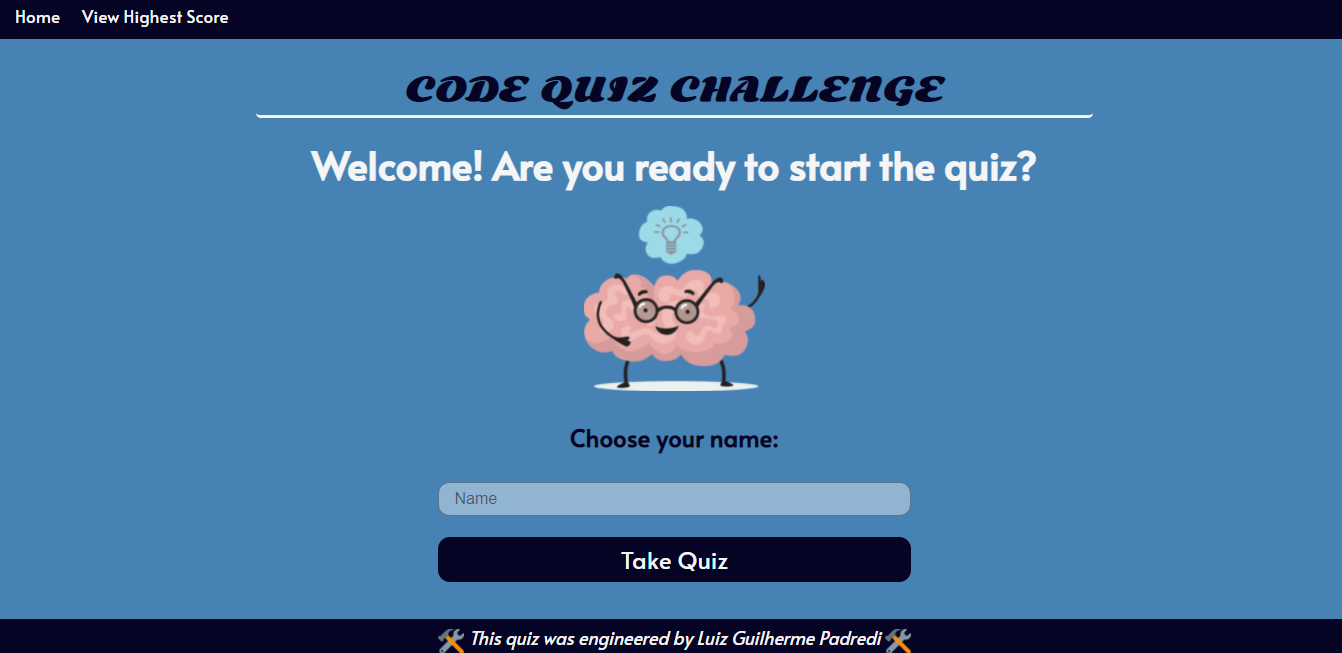 Home View Highest Score
CODE QUIZ CHALLENGE
Welcome! Are you ready to start the quiz?
Choose your name:
Name
Take Quiz
This quiz was engineered by Luiz Guilherme Padredi